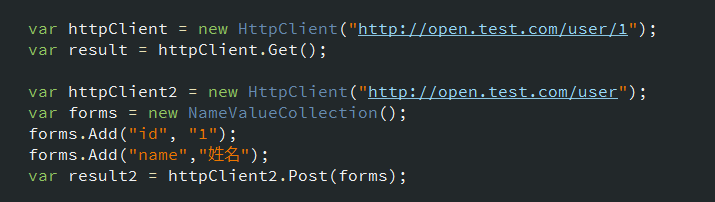 var httpClient = new HttpClient("http://open.test.com/user/1");
var result = httpClient.Get();
var httpClient2 = new HttpClient("http://open.test.com/user");
var forms = new NameValueCollection();
forms.Add("id", "1");
forms.Add("name","姓名");
var result2 = httpClient2.Post(forms);